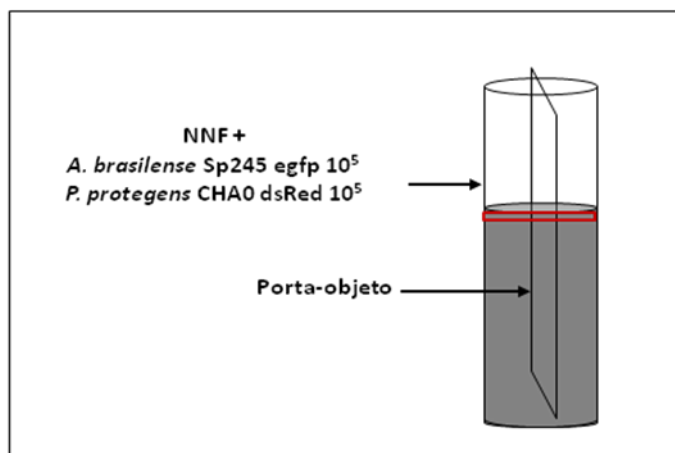 NNF +
A. brasilense Sp245 egfp 10⁵
P. protegens CHA0 dsRed 10⁵
Porta-objeto